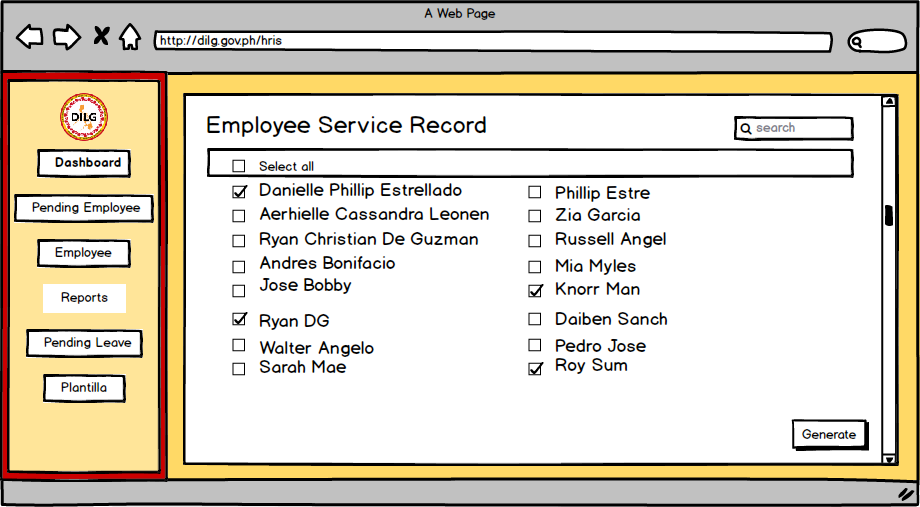 A Web Page
http://dilg.gov.ph/hris
DILG
Dashboard
Pending Employee
Employee
Reports
Pending Leave
Plantilla
Employee Service Record
search
Select all
Danielle Phillip Estrellado
Aerhielle Cassandra Leonen
Ryan Christian De Guzman
Andres Bonifacio
Jose Bobby
Ryan DG
Walter Angelo
Sarah Mae
Phillip Estre
Zia Garcia
Russell Angel
Mia Myles
Knorr Man
Daiben Sanch
Pedro Jose
Roy Sum
Generate